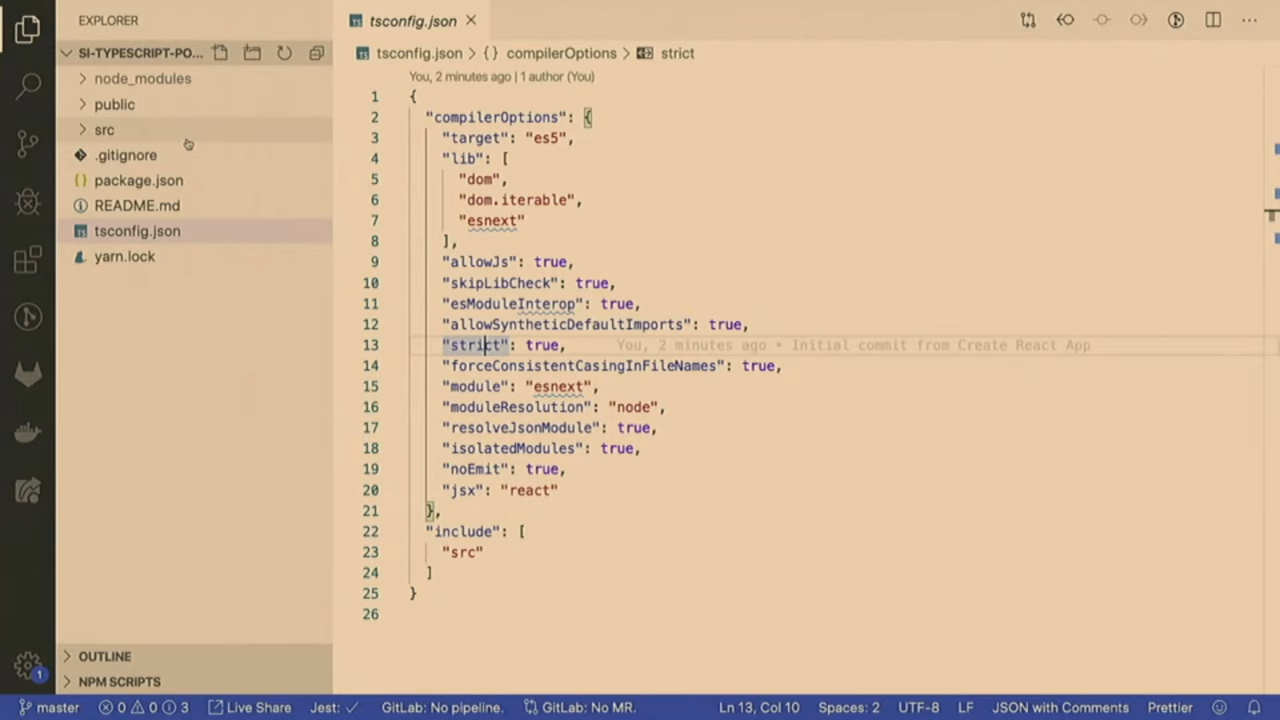 EXPLORER
SI-TYPESCRIPT-PO...
node_modules
public
src
.gitignore
package.json
README.md
tsconfig.json
yarn.lock
OUTLINE
NPM SCRIPTS
tsconfig.json
tsconfig.json > {} compilerOptions > strict
You, 2 minutes ago | 1 author (You)
1 {
2 "compilerOptions": {
3 "target": "es5",
4 "lib": [
5 "dom",
6 "dom.iterable",
7 "esnext"
8 ],
9 "allowJs": true,
10 "skipLibCheck": true,
11 "esModuleInterop": true,
12 "allowSyntheticDefaultImports": true,
13 "strict": true, You, 2 minutes ago • Initial commit from Create React App
14 "forceConsistentCasingInFileNames": true,
15 "module": "esnext",
16 "moduleResolution": "node",
17 "resolveJsonModule": true,
18 "isolatedModules": true,
19 "noEmit": true,
20 "jsx": "react"
21 },
22 "include": [
23 "src"
24 ]
25 }
26
1
master 0 0 3 Live Share Jest: ✓ GitLab: No pipeline. GitLab: No MR. Ln 13, Col 10 Spaces: 2 UTF-8 LF JSON with Comments Prettier